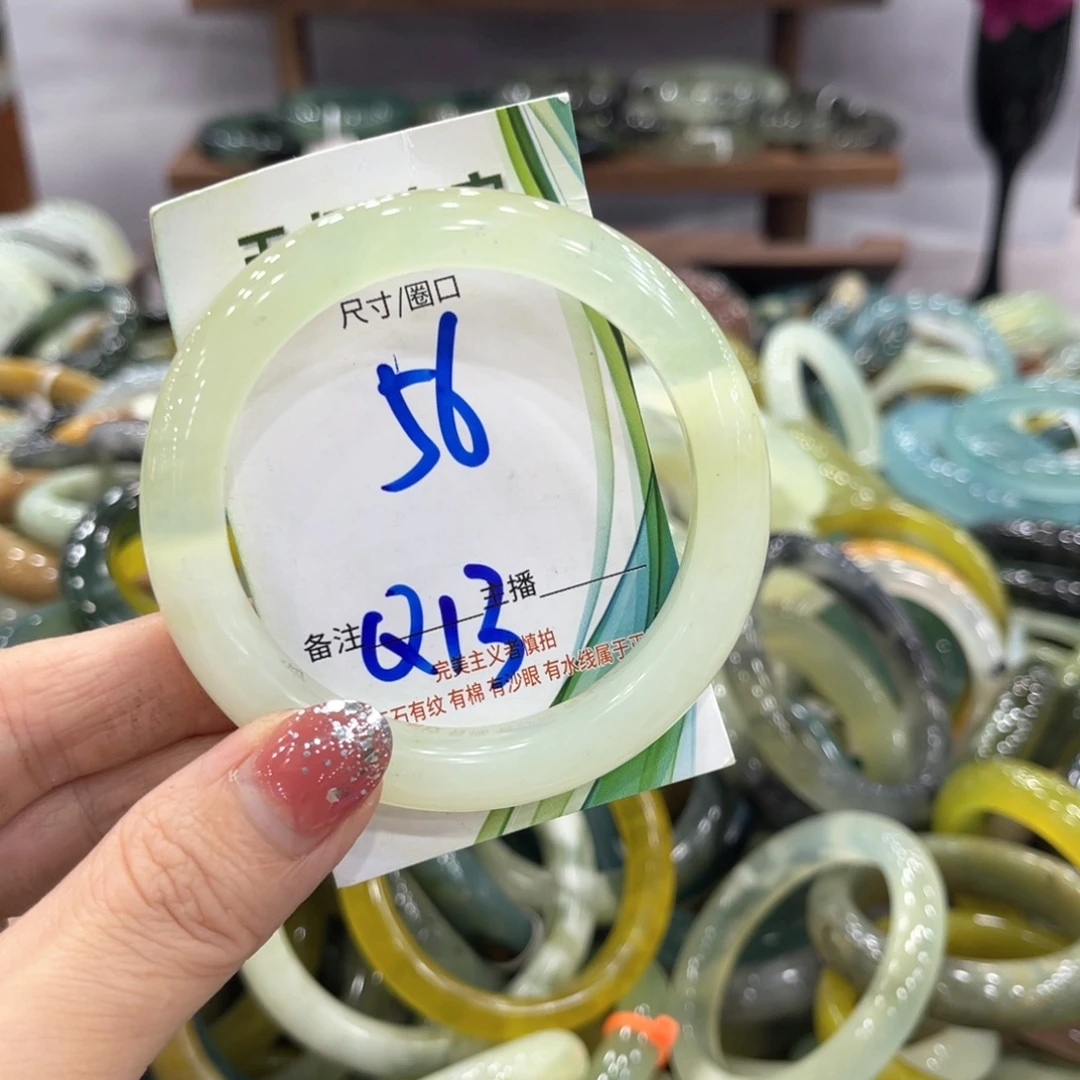 尺寸/圈口
56
主播
备注 Q13
完美主义者慎拍
石有纹 有棉 有沙眼 有水线属于正